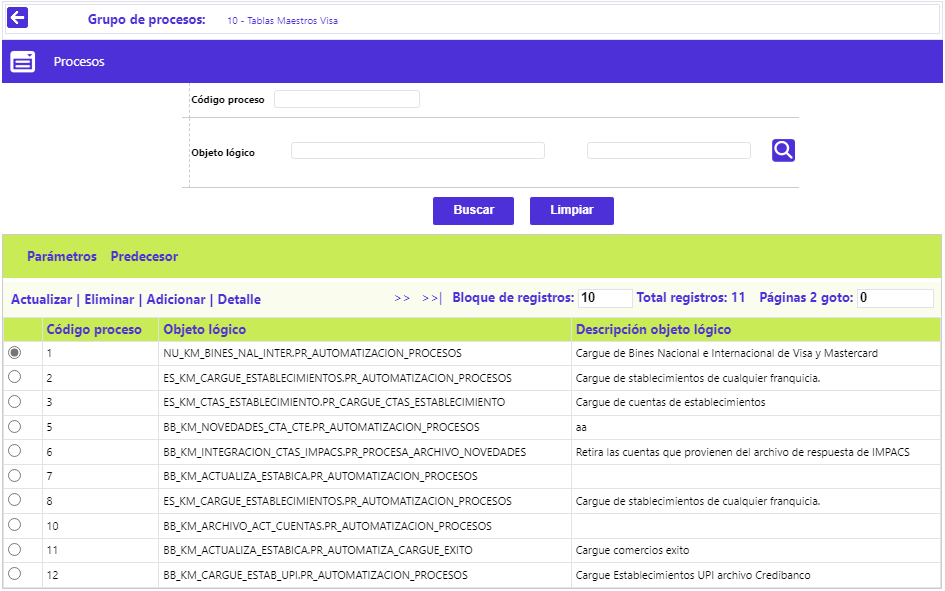 Grupo de procesos: 10 - Tablas Maestros Visa
Procesos
Código proceso
Objeto lógico
Buscar Limpiar
Parámetros Predecesor
Actualizar | Eliminar | Adicionar | Detalle >> >>| Bloque de registros: 10 Total registros: 11 Páginas 2 goto: 0
Código proceso Objeto lógico Descripción objeto lógico
1 NU_KM_BINES_NAL_INTER.PR_AUTOMATIZACION_PROCESOS Cargue de Bines Nacional e Internacional de Visa y Mastercard
2 ES_KM_CARGUE_ESTABLECIMIENTOS.PR_AUTOMATIZACION_PROCESOS Cargue de stablecimientos de cualquier franquicia.
3 ES_KM_CTAS_ESTABLECIMIENTO.PR_CARGUE_CTAS_ESTABLECIMIENTO Cargue de cuentas de establecimientos
5 BB_KM_NOVEDADES_CTA_CTE.PR_AUTOMATIZACION_PROCESOS aa
6 BB_KM_INTEGRACION_CTAS_IMPACS.PR_PROCESA_ARCHIVO_NOVEDADES Retira las cuentas que provienen del archivo de respuesta de IMPACS
7 BB_KM_ACTUALIZA_ESTABICA.PR_AUTOMATIZACION_PROCESOS
8 ES_KM_CARGUE_ESTABLECIMIENTOS.PR_AUTOMATIZACION_PROCESOS Cargue de stablecimientos de cualquier franquicia.
10 BB_KM_ARCHIVO_ACT_CUENTAS.PR_AUTOMATIZACION_PROCESOS
11 BB_KM_ACTUALIZA_ESTABICA.PR_AUTOMATIZA_CARGUE_EXITO Cargue comercios exito
12 BB_KM_CARGUE_ESTAB_UPI.PR_AUTOMATIZACION_PROCESOS Cargue Establecimientos UPI archivo Credibanco